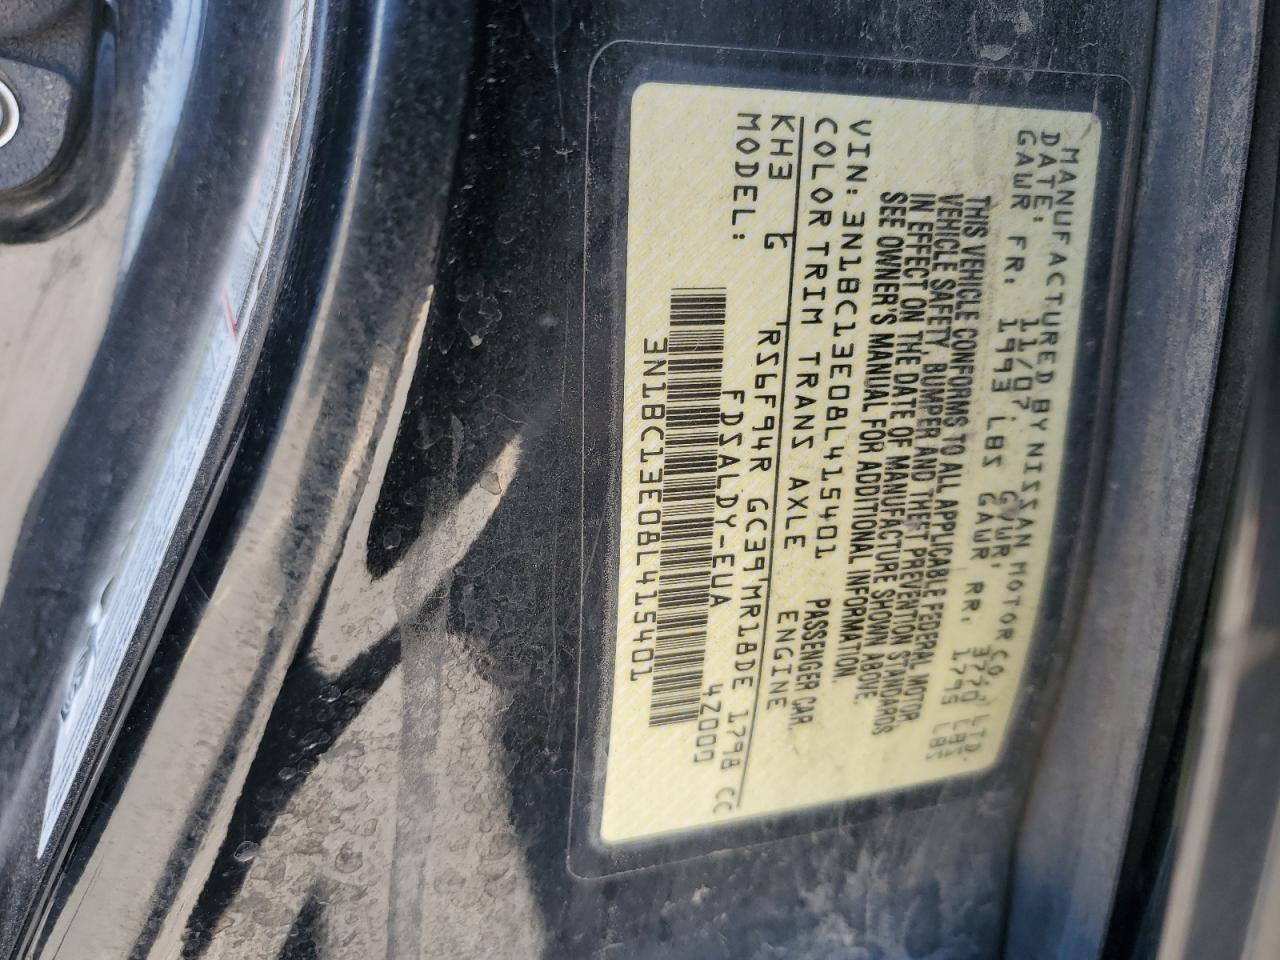 MANUFACTURED BY NISSAN MOTOR CO., LTD.
DATE: 11/07, GVWR, 3770 LBS
GAWR FR: 1993 LBS GAWR RR: 1795 LBS
THIS VEHICLE CONFORMS TO ALL APPLICABLE FEDERAL MOTOR
VEHICLE SAFETY, BUMPER AND THEFT PREVENTION STANDARDS
IN EFFECT ON THE DATE OF MANUFACTURE SHOWN ABOVE.
SEE OWNER'S MANUAL FOR ADDITIONAL INFORMATION.
VIN: 3N1BC13E08L415401 PASSENGER CAR.
COLOR TRIM TRANS AXLE ENGINE
KH3 G RS6F94R GC39 MR18DE 1798 CC
MODEL: FDSALDY-EUA 4Z000
3N1BC13E08L415401